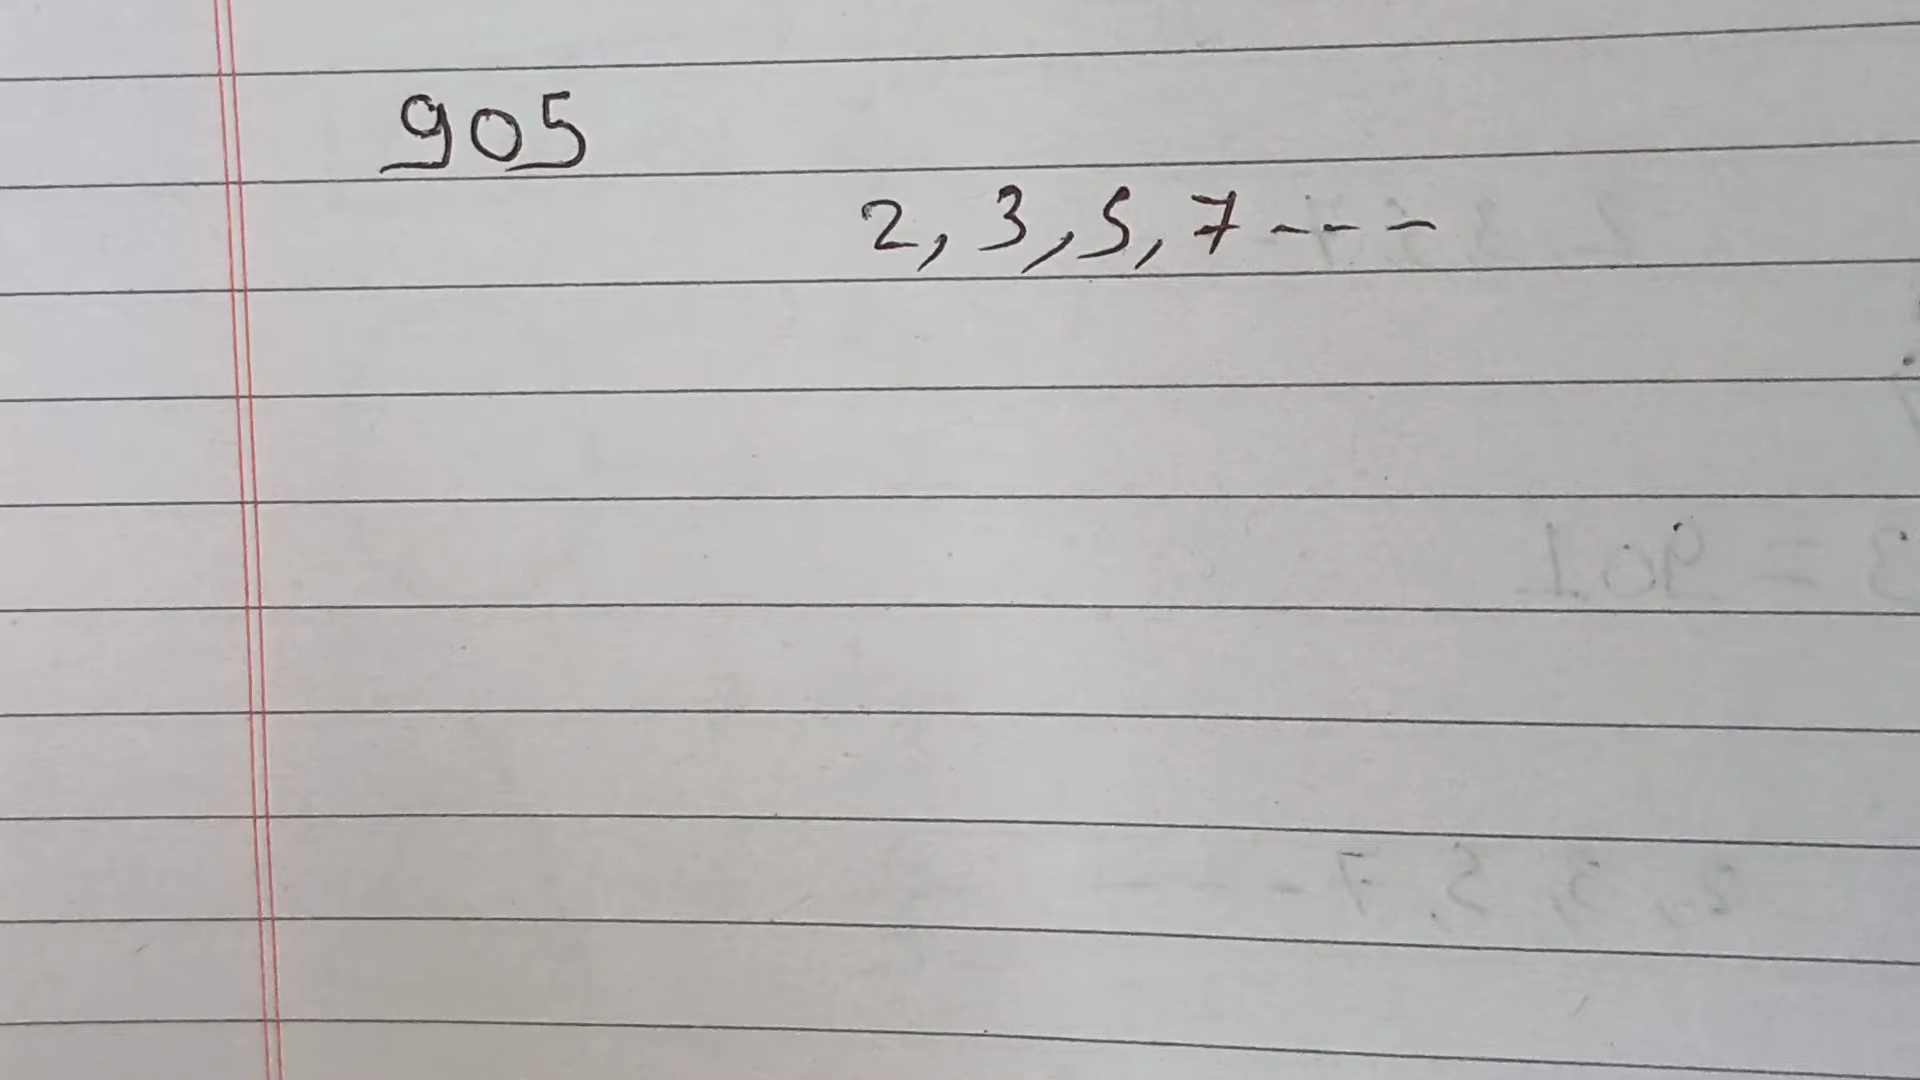 905
2, 3, 5, 7 - - -